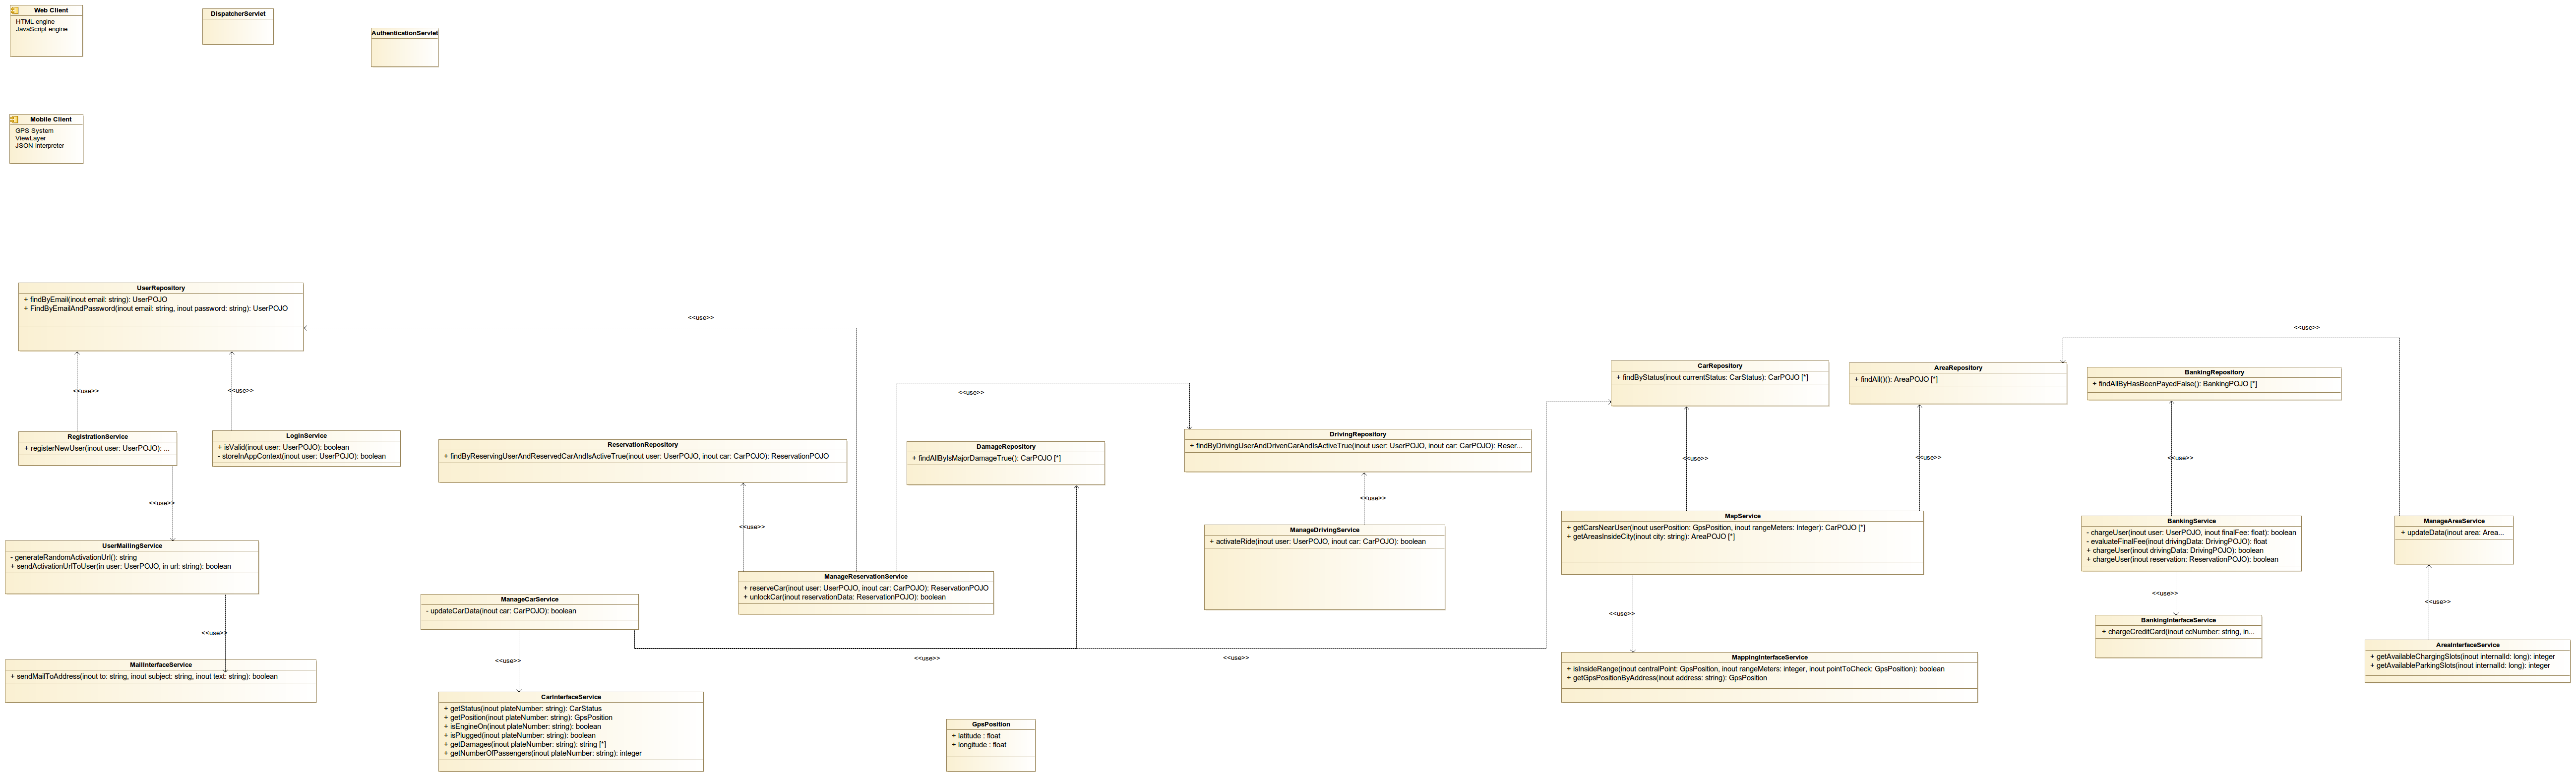 Web Client
HTML engine
JavaScript engine
DispatcherServlet
AuthenticationServlet
Mobile Client
GPS System
ViewLayer
JSON interpreter
UserRepository
+ findByEmail(inout email: string): UserPOJO
+ FindByEmailAndPassword(inout email: string, inout password: string): UserPOJO
<<use>>
<<use>>
<<use>>
RegistrationService
+ registerNewUser(inout user: UserPOJO): ...
LoginService
+ isValid(inout user: UserPOJO): boolean
- storeInAppContext(inout user: UserPOJO): boolean
<<use>>
UserMailingService
- generateRandomActivationUrl(): string
+ sendActivationUrlToUser(in user: UserPOJO, in url: string): boolean
<<use>>
MailInterfaceService
+ sendMailToAddress(inout to: string, inout subject: string, inout text: string): boolean
ReservationRepository
+ findByReservingUserAndReservedCarAndIsActiveTrue(inout user: UserPOJO, inout car: CarPOJO): ReservationPOJO
<<use>>
DamageRepository
+ findAllByIsMajorDamageTrue(): CarPOJO [*]
<<use>>
DrivingRepository
+ findByDrivingUserAndDrivenCarAndIsActiveTrue(inout user: UserPOJO, inout car: CarPOJO): Reser...
<<use>>
ManageDrivingService
+ activateRide(inout user: UserPOJO, inout car: CarPOJO): boolean
ManageReservationService
+ reserveCar(inout user: UserPOJO, inout car: CarPOJO): ReservationPOJO
+ unlockCar(inout reservationData: ReservationPOJO): boolean
ManageCarService
- updateCarData(inout car: CarPOJO): boolean
<<use>>
<<use>>
<<use>>
CarInterfaceService
+ getStatus(inout plateNumber: string): CarStatus
+ getPosition(inout plateNumber: string): GpsPosition
+ isEngineOn(inout plateNumber: string): boolean
+ isPlugged(inout plateNumber: string): boolean
+ getDamages(inout plateNumber: string): string [*]
+ getNumberOfPassengers(inout plateNumber: string): integer
GpsPosition
+ latitude : float
+ longitude : float
CarRepository
+ findByStatus(inout currentStatus: CarStatus): CarPOJO [*]
AreaRepository
+ findAll()(): AreaPOJO [*]
<<use>>
BankingRepository
+ findAllByHasBeenPayedFalse(): BankingPOJO [*]
<<use>>
<<use>>
<<use>>
MapService
+ getCarsNearUser(inout userPosition: GpsPosition, inout rangeMeters: Integer): CarPOJO [*]
+ getAreasInsideCity(inout city: string): AreaPOJO [*]
<<use>>
MappingInterfaceService
+ isInsideRange(inout centralPoint: GpsPosition, inout rangeMeters: integer, inout pointToCheck: GpsPosition): boolean
+ getGpsPositionByAddress(inout address: string): GpsPosition
BankingService
- chargeUser(inout user: UserPOJO, inout finalFee: float): boolean
- evaluateFinalFee(inout drivingData: DrivingPOJO): float
+ chargeUser(inout drivingData: DrivingPOJO): boolean
+ chargeUser(inout reservation: ReservationPOJO): boolean
<<use>>
BankingInterfaceService
+ chargeCreditCard(inout ccNumber: string, in...
ManageAreaService
+ updateData(inout area: Area...
<<use>>
AreaInterfaceService
+ getAvailableChargingSlots(inout internalId: long): integer
+ getAvailableParkingSlots(inout internalId: long): integer